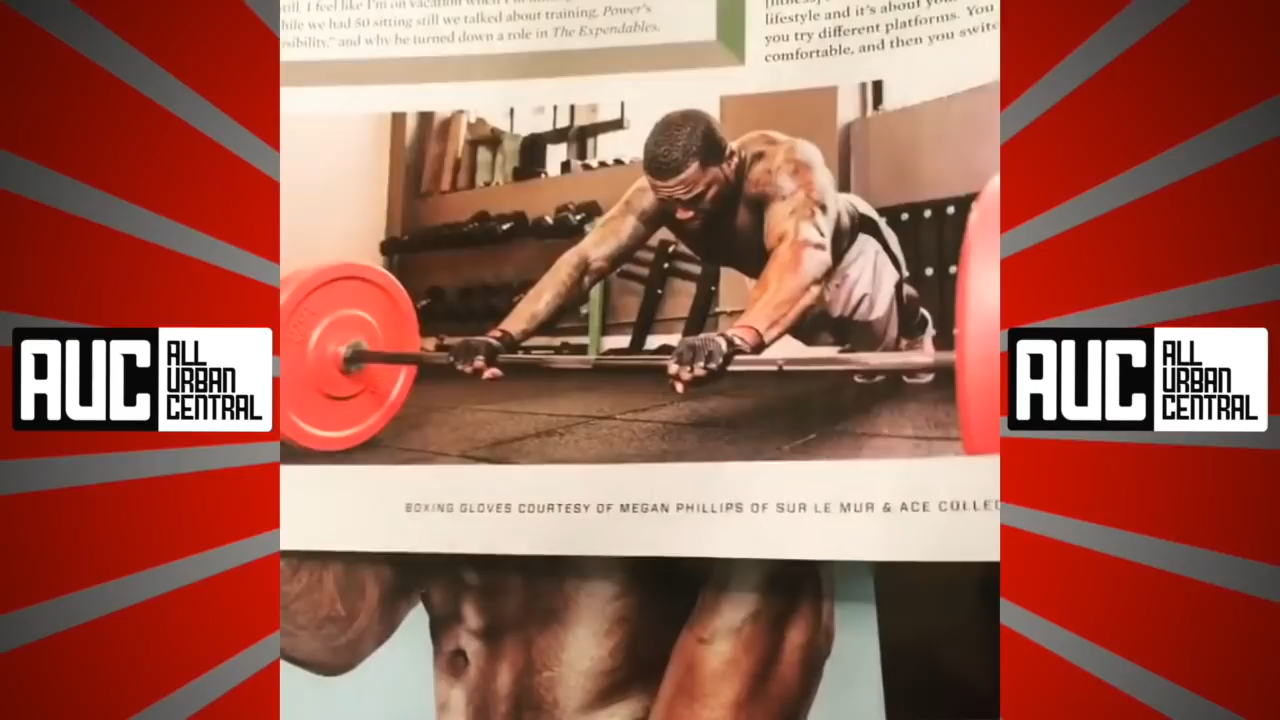 still. I feel like I'm on vacation when I'm
while we had 50 sitting still we talked about training, Power's
sibility," and why he turned down a role in The Expendables.
lifestyle and it's about
you try different platforms. You
comfortable, and then you switc
AUC ALL
URBAN
CENTRAL
AUC ALL
URBAN
CENTRAL
BOXING GLOVES COURTESY OF MEGAN PHILLIPS OF SUR LE MUR & ACE COLLEC